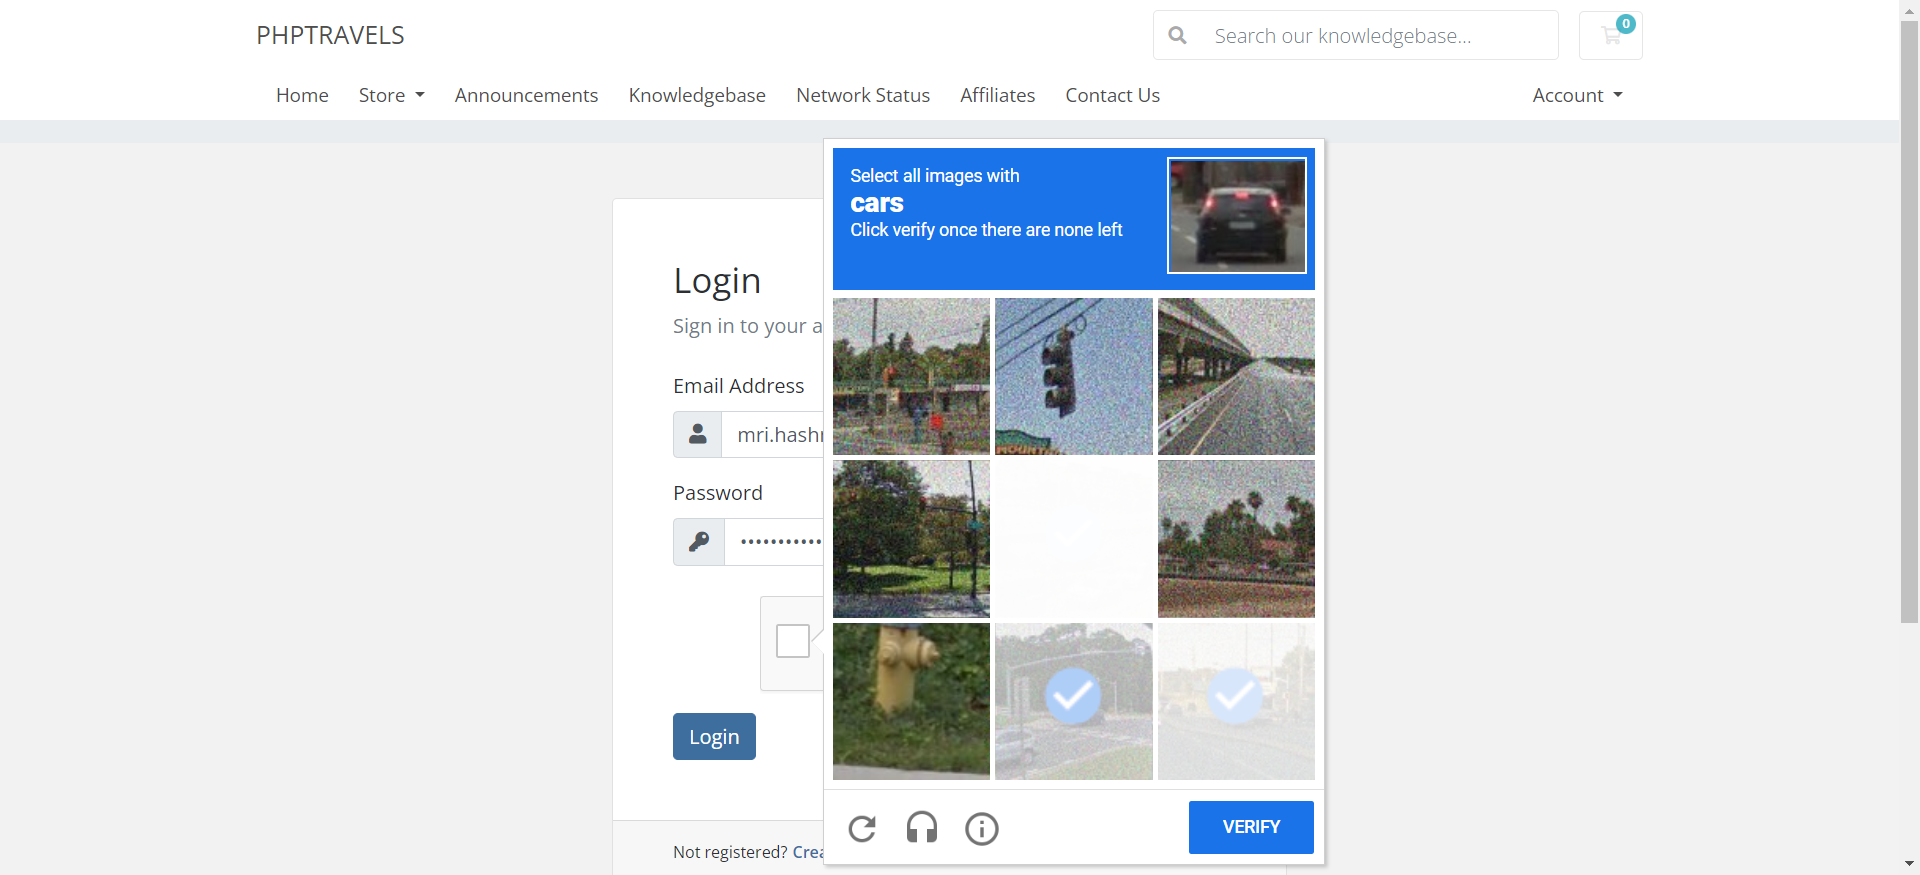 PHPTRAVELS
Search our knowledgebase...
0
Home
Store
Announcements
Knowledgebase
Network Status
Affiliates
Contact Us
Account
Select all images with
cars
Click verify once there are none left
Login
Sign in to your a
Email Address
mri.hash
Password
MOUNT
Login
VERIFY
Not registered? Crea